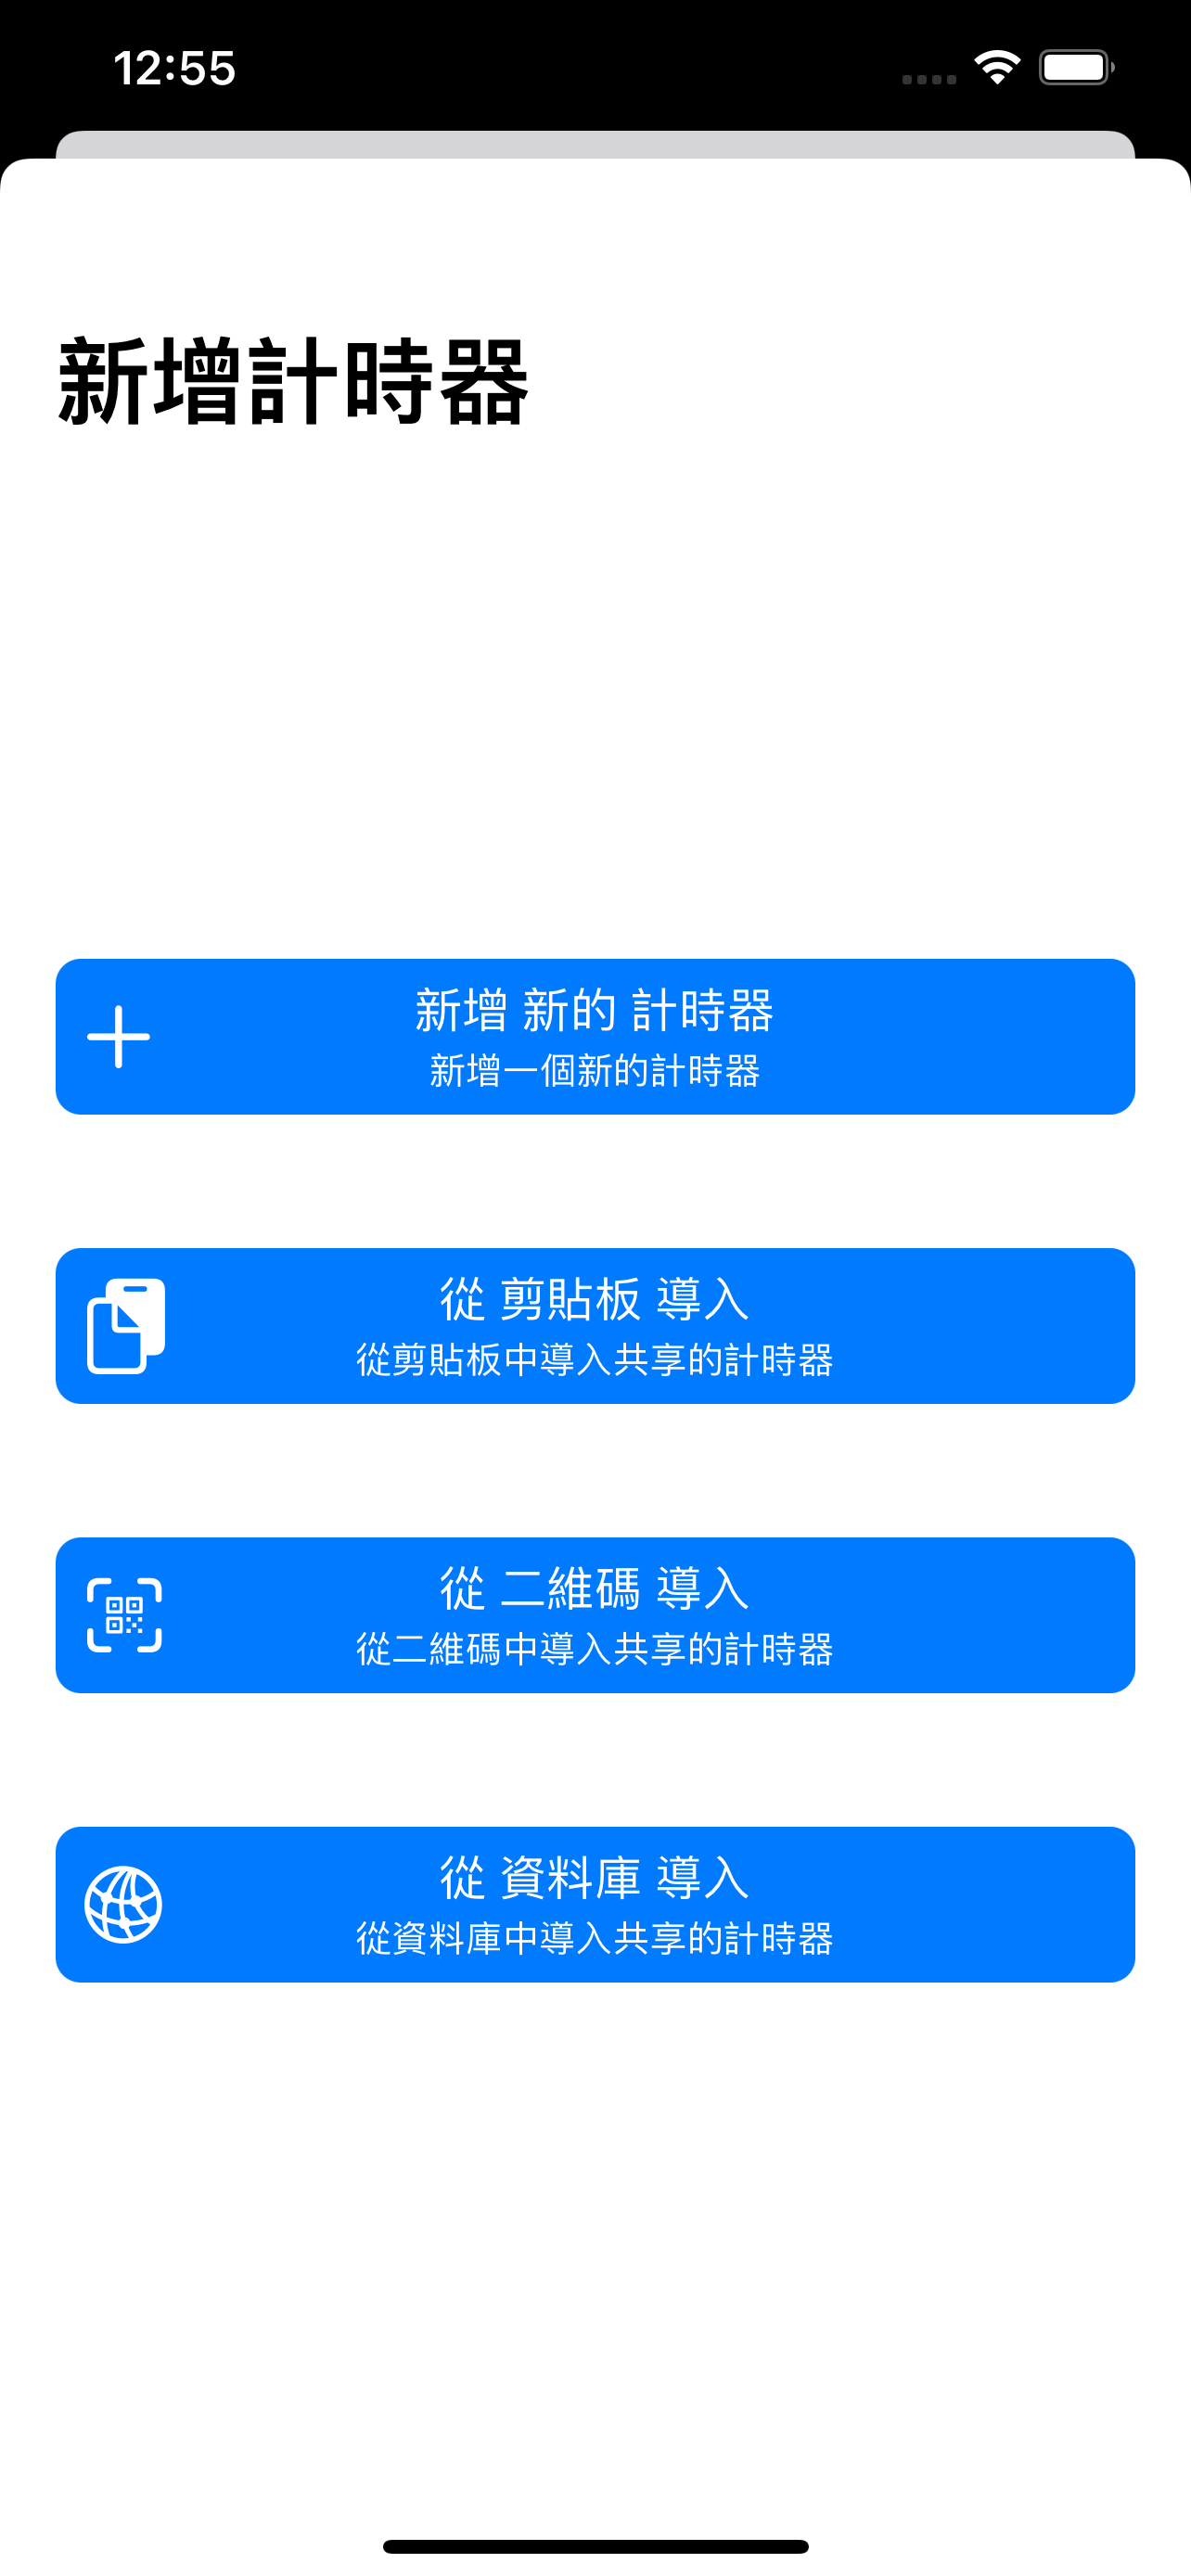 12:55
新增計時器
新增 新的 計時器
新增一個新的計時器
從 剪貼板 導入
從剪貼板中導入共享的計時器
從 二維碼 導入
從二維碼中導入共享的計時器
從 資料庫 導入
從資料庫中導入共享的計時器